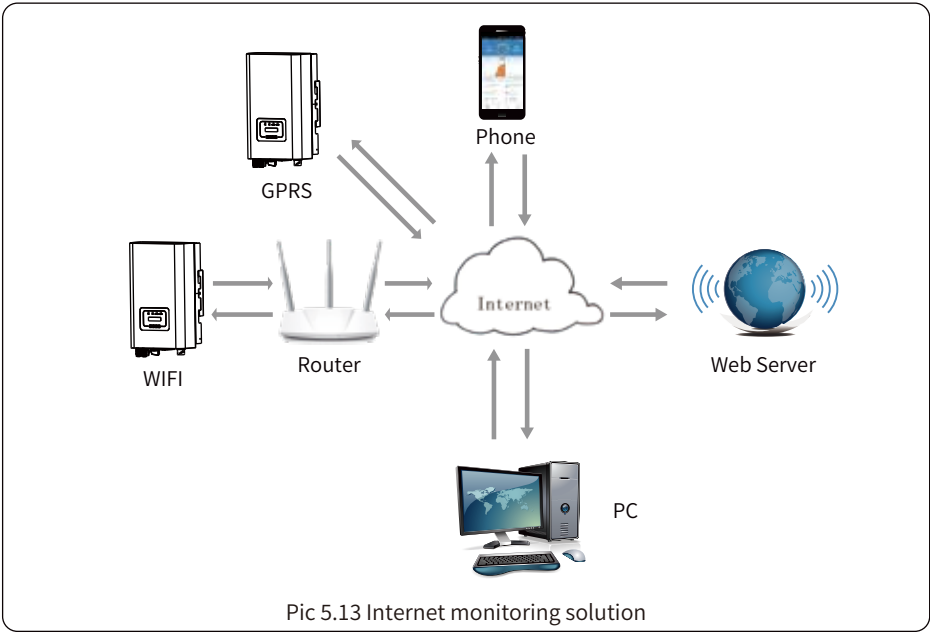 Phone
GPRS
Internet
WIFI
Router
Web Server
PC
Pic 5.13 Internet monitoring solution